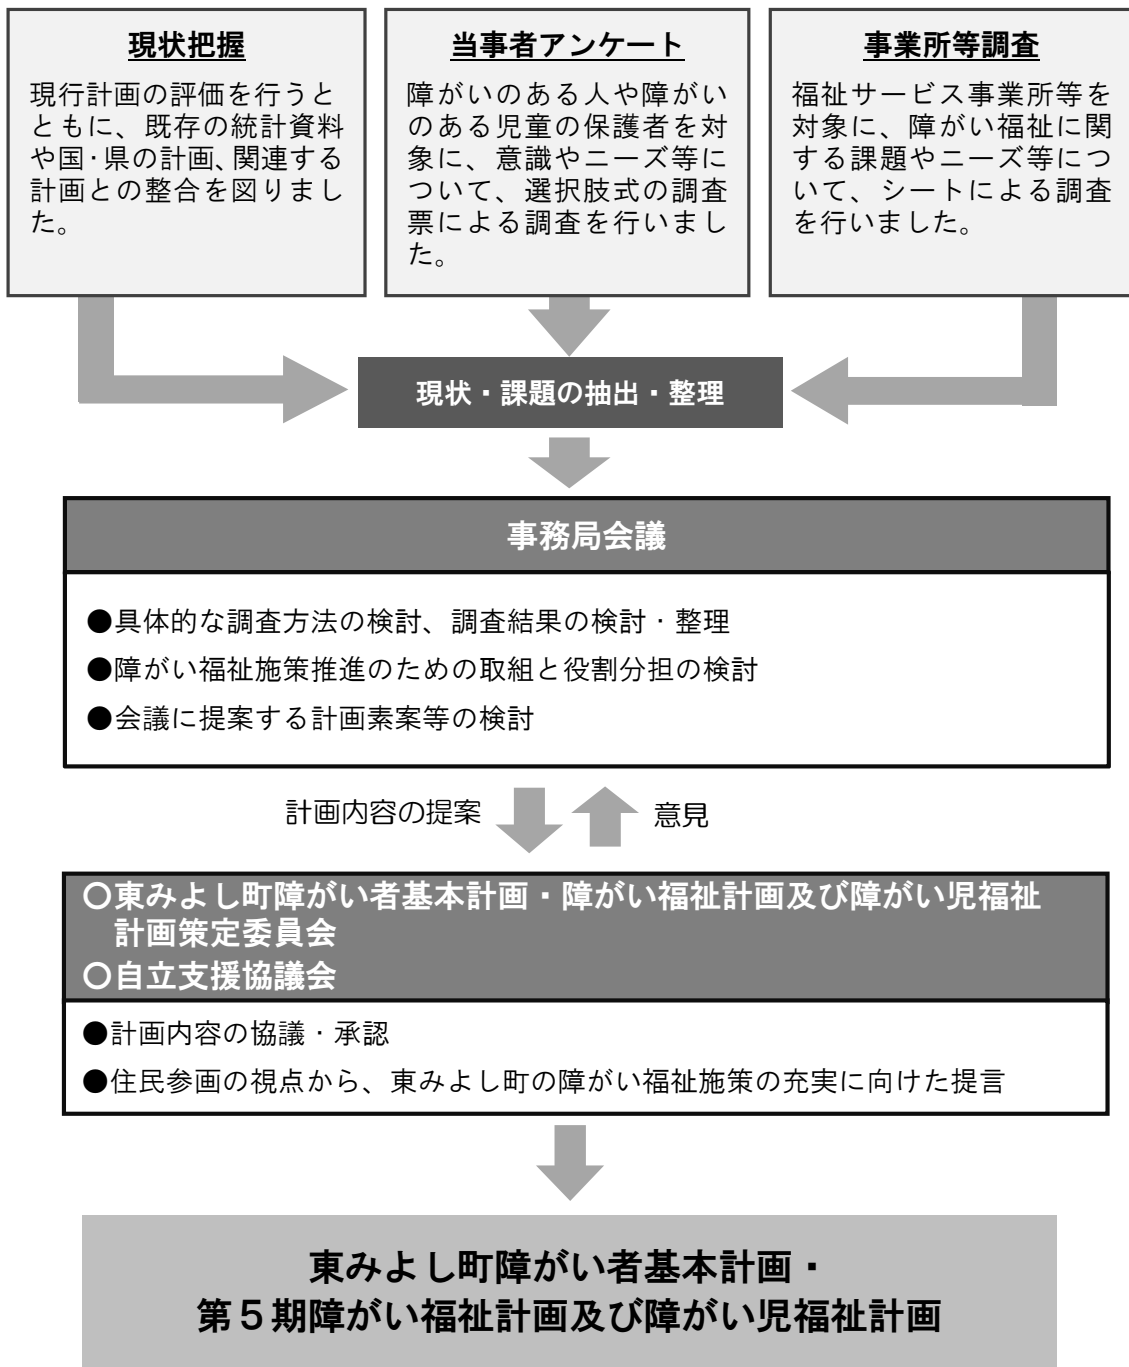 現状把握
現行計画の評価を行うと
ともに、既存の統計資料
や国・県の計画、関連する
計画との整合を図りまし
た。
当事者アンケート
障がいのある人や障がい
のある児童の保護者を対
象に、意識やニーズ等に
ついて、選択肢式の調査
票による調査を行いまし
た。
事業所等調査
福祉サービス事業所等を
対象に、障がい福祉に関
する課題やニーズ等につ
いて、シートによる調査
を行いました。
現状・課題の抽出・整理
事務局会議
●具体的な調査方法の検討、調査結果の検討・整理
●障がい福祉施策推進のための取組と役割分担の検討
●会議に提案する計画素案等の検討
計画内容の提案
意見
○東みよし町障がい者基本計画・障がい福祉計画及び障がい児福祉
計画策定委員会
○自立支援協議会
●計画内容の協議・承認
●住民参画の視点から、東みよし町の障がい福祉施策の充実に向けた提言
東みよし町障がい者基本計画・
第５期障がい福祉計画及び障がい児福祉計画